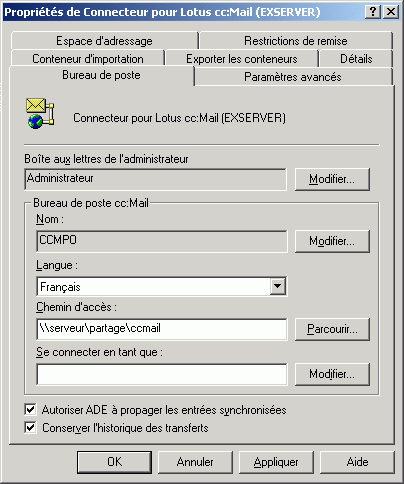 Propriétés de Connecteur pour Lotus cc:Mail (EXSERVER)
Espace d'adressage
Restrictions de remise
Conteneur d'importation
Exporter les conteneurs
Détails
Bureau de poste
Paramètres avancés
Connecteur pour Lotus cc:Mail (EXSERVER)
Boîte aux lettres de l'administrateur
Administrateur
Modifier...
Bureau de poste cc:Mail
Nom :
CCMPO
Modifier...
Langue :
Français
Chemin d'accès :
\\serveur\partage\ccmail
Parcourir...
Se connecter en tant que :
Modifier...
Autoriser ADE à propager les entrées synchronisées
Conserver l'historique des transferts
OK
Annuler
Appliquer
Aide